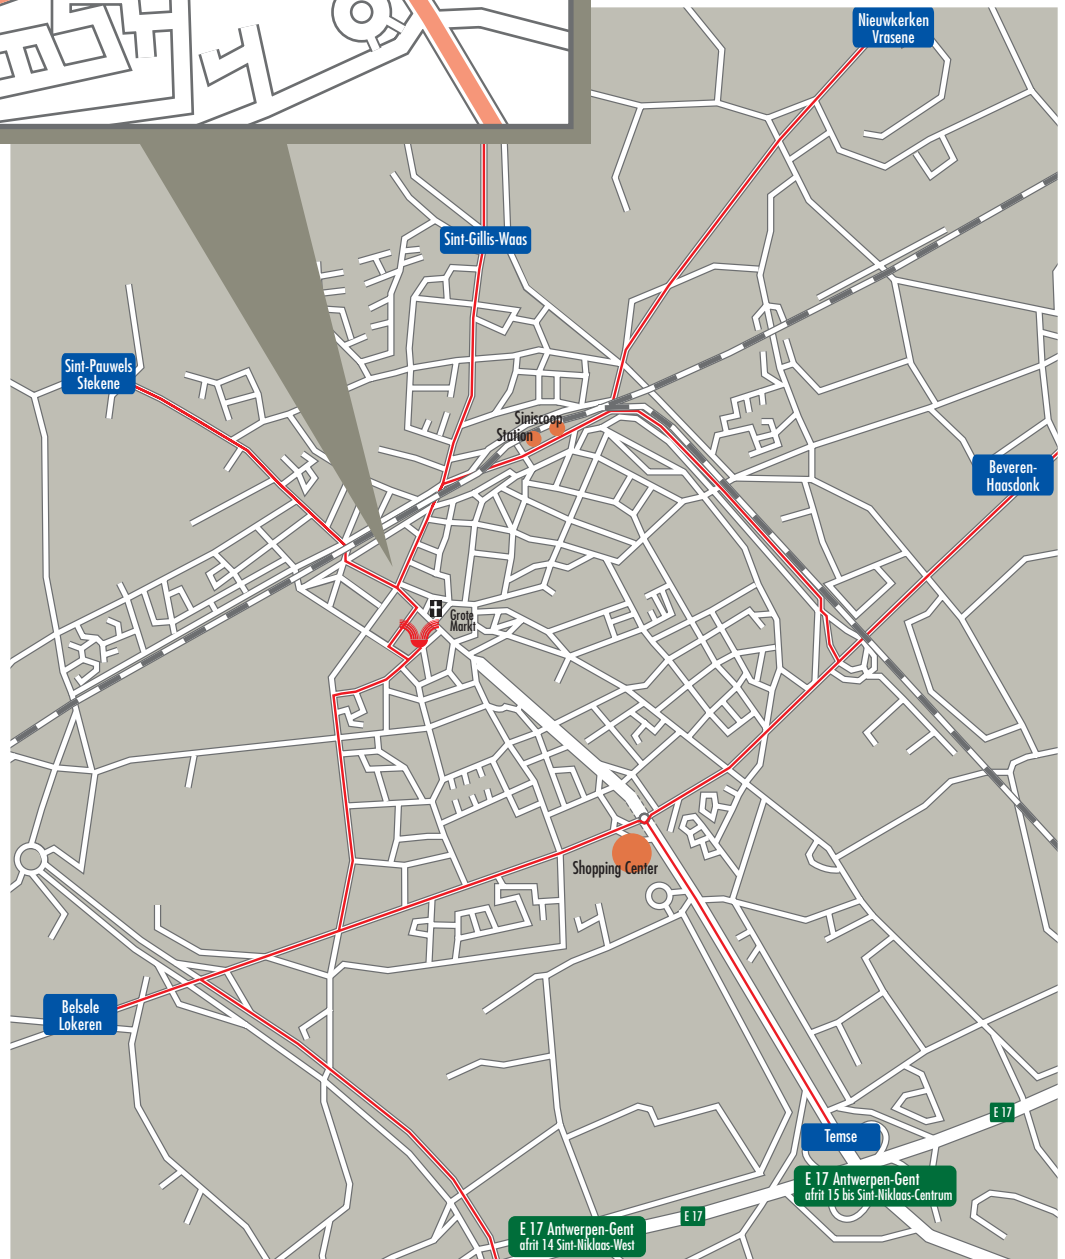 Nieuwkerken
Vrasene
Sint-Gillis-Waas
Sint-Pauwels
Stekene
Siniscoop
Station
Beveren-
Haasdonk
Grote
Markt
Shopping Center
Belsele
Lokeren
E 17
Temse
E 17 Antwerpen-Gent
afrit 15 bis Sint-Niklaas-Centrum
E 17
E 17 Antwerpen-Gent
afrit 14 Sint-Niklaas-West